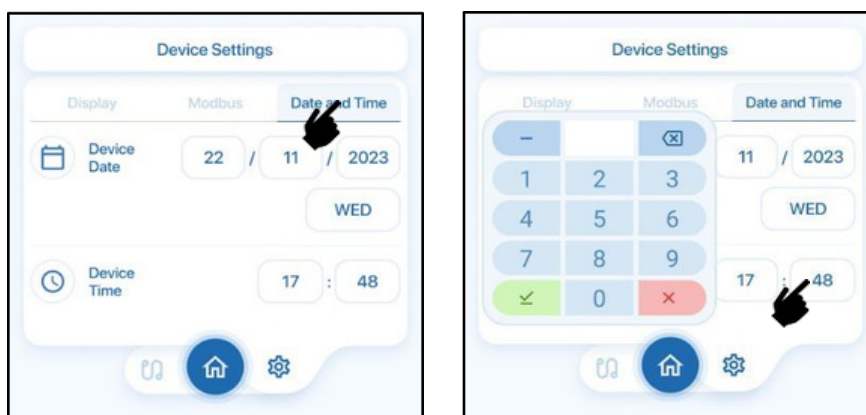 Device Settings
Display Modbus Date and Time
Device
Date
22 / 11 / 2023
WED
Device
Time
17 : 48
Device Settings
Display Modbus Date and Time
-
1 2 3
4 5 6
7 8 9
0
11 / 2023
WED
17 : 48